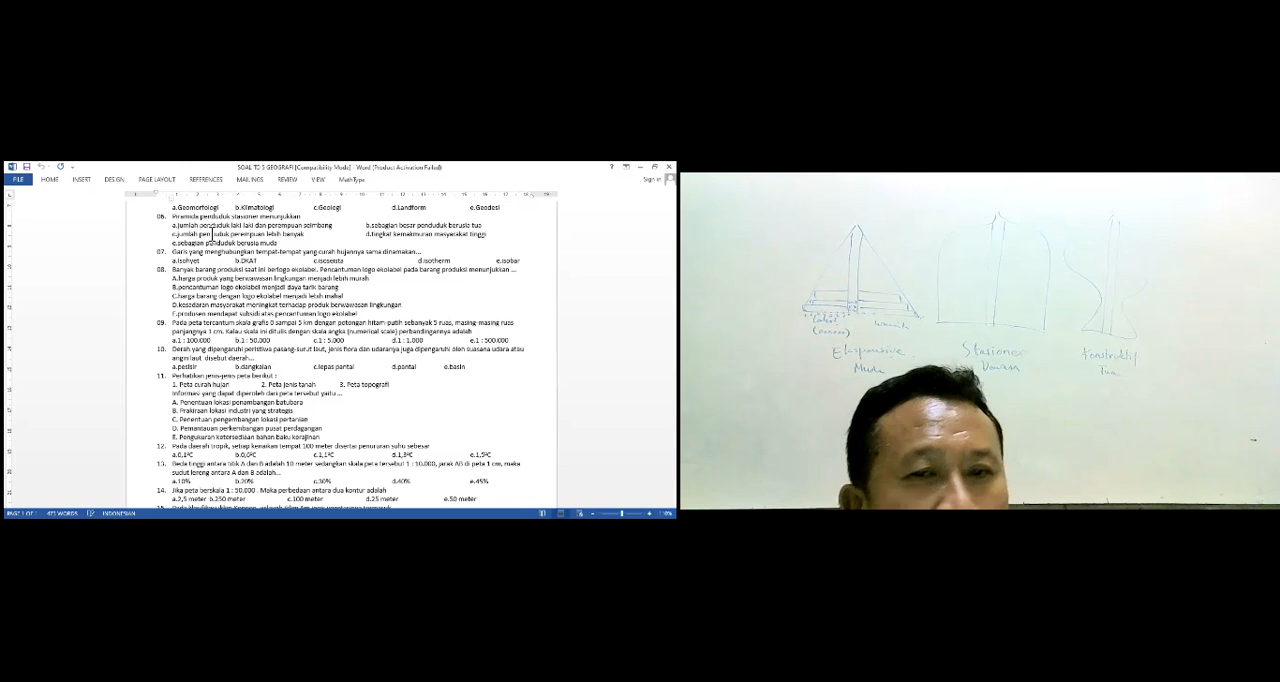 SOAL TO 5 GEOGRAFI [Compatibility Mode] - Word (Product Activation Failed)
FILE HOME INSERT DESIGN PAGE LAYOUT REFERENCES MAILINGS REVIEW VIEW MathType Sign in
a.Geomorfologi b.Klimatologi c.Geologi d.Landform e.Geodesi
06. Piramida penduduk stasioner menunjukkan
a.jumlah penduduk laki laki dan perempuan seimbang b.sebagian besar penduduk berusia tua
c.jumlah penduduk perempuan lebih banyak d.tingkat kemakmuran masyarakat tinggi
e.sebagian penduduk berusia muda
07. Garis yang menghubungkan tempat-tempat yang curah hujannya sama dinamakan...
a.isohyet b.DKAT c.isoseista d.isotherm e.isobar
08. Banyak barang produksi saat ini berlogo ekolabel. Pencantuman logo ekolabel pada barang produksi menunjukkan ...
A.harga produk yang berwawasan lingkungan menjadi lebih murah
B.pencantuman logo ekolabel menjadi daya tarik barang
C.harga barang dengan logo ekolabel menjadi lebih mahal
D.kesadaran masyarakat meningkat terhadap produk berwawasan lingkungan
E.produsen mendapat subsidi atas pencantuman logo ekolabel
09. Pada peta tercantum skala grafis 0 sampai 5 km dengan potongan hitam-putih sebanyak 5 ruas, masing-masing ruas
panjangnya 1 cm. Kalau skala ini ditulis dengan skala angka (numerical scale) perbandingannya adalah
a.1 : 100.000 b.1 : 50.000 c.1 : 5.000 d.1 : 1.000 e.1 : 500.000
10. Derah yang dipengaruhi peristiwa pasang-surut laut, jenis flora dan udaranya juga dipengaruhi oleh suasana udara atau
angin laut disebut daerah...
a.pesisir b.dangkalan c.lepas pantai d.pantai e.basin
11. Perhatikan jenis-jenis peta berikut :
1. Peta curah hujan 2. Peta jenis tanah 3. Peta topografi
Informasi yang dapat diperoleh dari peta tersebut yaitu ...
A. Penentuan lokasi penambangan batubara
B. Prakiraan lokasi industri yang strategis
C. Penentuan pengembangan lokasi pertanian
D. Pemantauan perkembangan pusat perdagangan
E. Pengukuran ketersediaan bahan baku kerajinan
12. Pada daerah tropik, setiap kenaikan tempat 100 meter disertai penurunan suhu sebesar
a.0,1ºC b.0,6ºC c.1,1ºC d.1,3ºC e.1,5ºC
13. Beda tinggi antara titik A dan B adalah 10 meter sedangkan skala peta tersebut 1 : 10.000, jarak AB di peta 1 cm, maka
sudut lereng antara A dan B adalah...
a.10% b.20% c.30% d.40% e.45%
14. Jika peta berskala 1 : 50.000 . Maka perbedaan antara dua kontur adalah
a.2,5 meter b.250 meter c.100 meter d.25 meter e.50 meter
PAGE 1 OF 471 WORDS INDONESIAN
Wanita
Ekspansive Stasioner Konstruktif
Muda Dewasa Tua